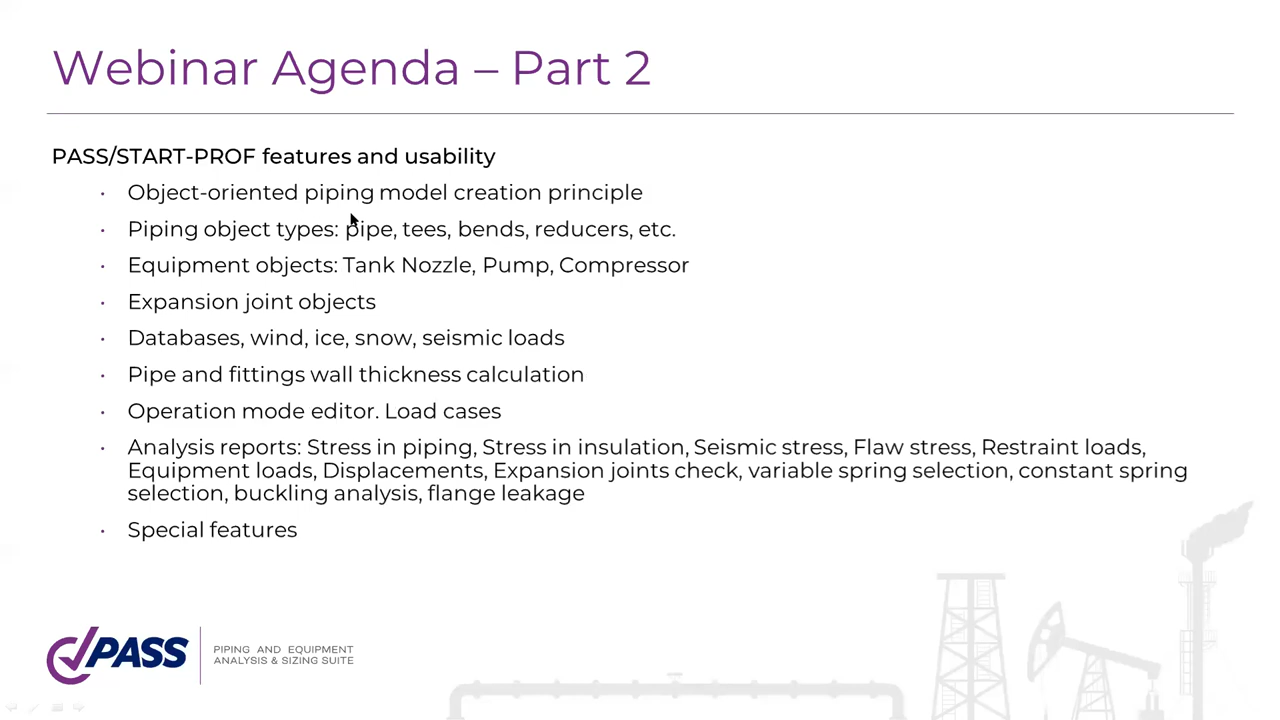 Webinar Agenda – Part 2
PASS/START-PROF features and usability
· Object-oriented piping model creation principle
· Piping object types: pipe, tees, bends, reducers, etc.
· Equipment objects: Tank Nozzle, Pump, Compressor
· Expansion joint objects
· Databases, wind, ice, snow, seismic loads
· Pipe and fittings wall thickness calculation
· Operation mode editor. Load cases
· Analysis reports: Stress in piping, Stress in insulation, Seismic stress, Flaw stress, Restraint loads,
Equipment loads, Displacements, Expansion joints check, variable spring selection, constant spring
selection, buckling analysis, flange leakage
· Special features
PASS
PIPING AND EQUIPMENT
ANALYSIS & SIZING SUITE